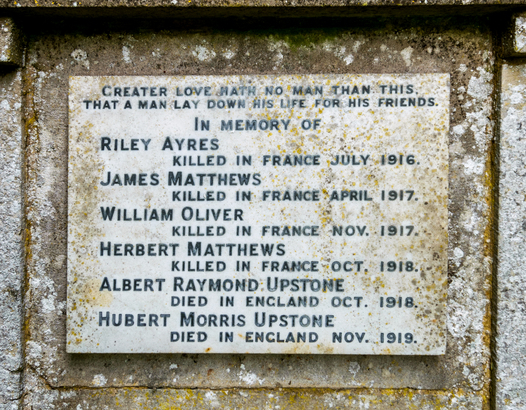 GREATER LOVE HATH NO MAN THAN THIS,
THAT A MAN LAY DOWN HIS LIFE FOR HIS FRIENDS.
IN MEMORY OF
RILEY AYRES
KILLED IN FRANCE JULY 1916.
JAMES MATTHEWS
KILLED IN FRANCE APRIL 1917.
WILLIAM OLIVER
KILLED IN FRANCE NOV. 1917.
HERBERT MATTHEWS
KILLED IN FRANCE OCT. 1918.
ALBERT RAYMOND UPSTONE
DIED IN ENGLAND OCT. 1918.
HUBERT MORRIS UPSTONE
DIED IN ENGLAND NOV. 1919.